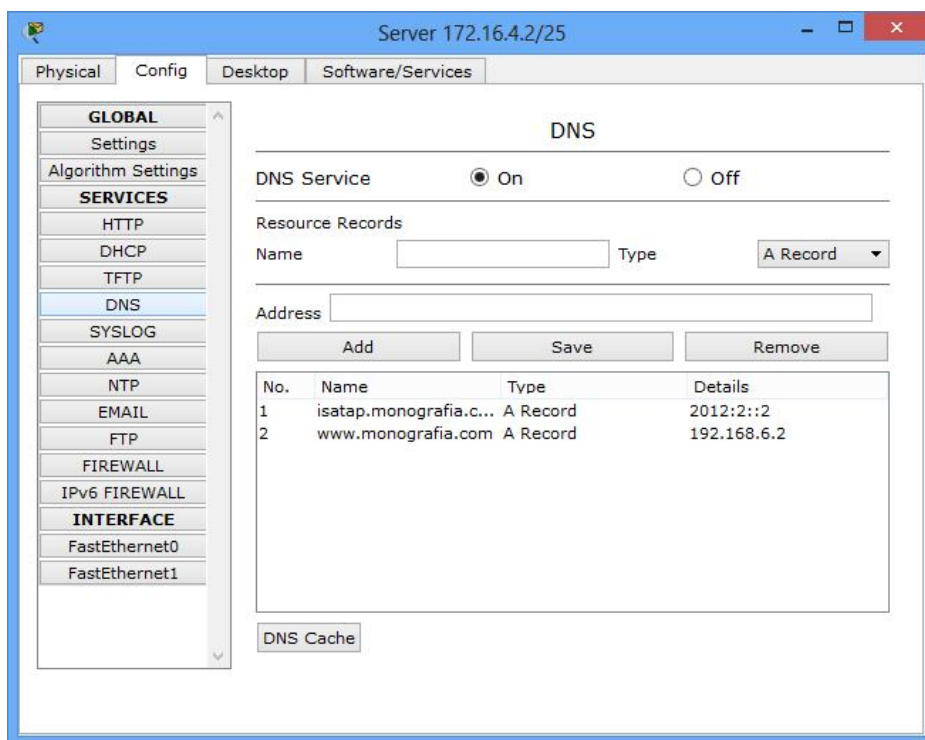 Server 172.16.4.2/25
Physical Config Desktop Software/Services
GLOBAL
Settings
Algorithm Settings
SERVICES
HTTP
DHCP
TFTP
DNS
SYSLOG
AAA
NTP
EMAIL
FTP
FIREWALL
IPv6 FIREWALL
INTERFACE
FastEthernet0
FastEthernet1
DNS
DNS Service On Off
Resource Records
Name Type A Record
Address
Add Save Remove
No. Name Type Details
1 isatap.monografia.c... A Record 2012:2::2
2 www.monografia.com A Record 192.168.6.2
DNS Cache